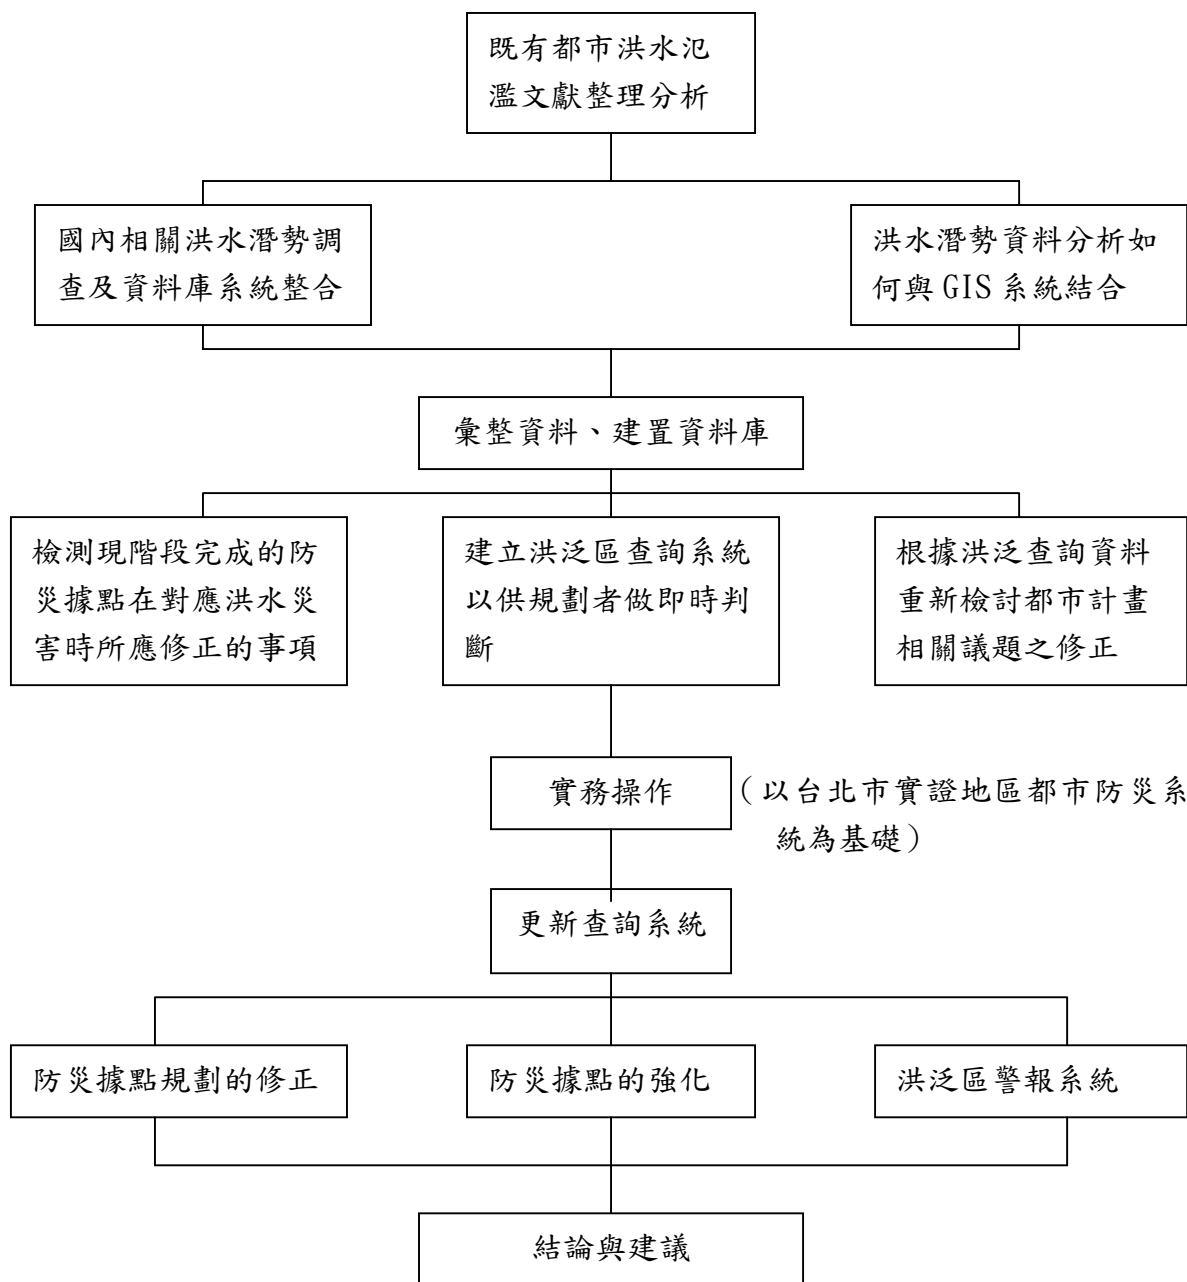 既有都市洪水氾
濫文獻整理分析
國內相關洪水潛勢調
查及資料庫系統整合
洪水潛勢資料分析如
何與 GIS 系統結合
彙整資料、建置資料庫
檢測現階段完成的防
災據點在對應洪水災
害時所應修正的事項
建立洪泛區查詢系統
以供規劃者做即時判
斷
根據洪泛查詢資料
重新檢討都市計畫
相關議題之修正
實務操作
（以台北市實證地區都市防災系
統為基礎）
更新查詢系統
防災據點規劃的修正
防災據點的強化
洪泛區警報系統
結論與建議